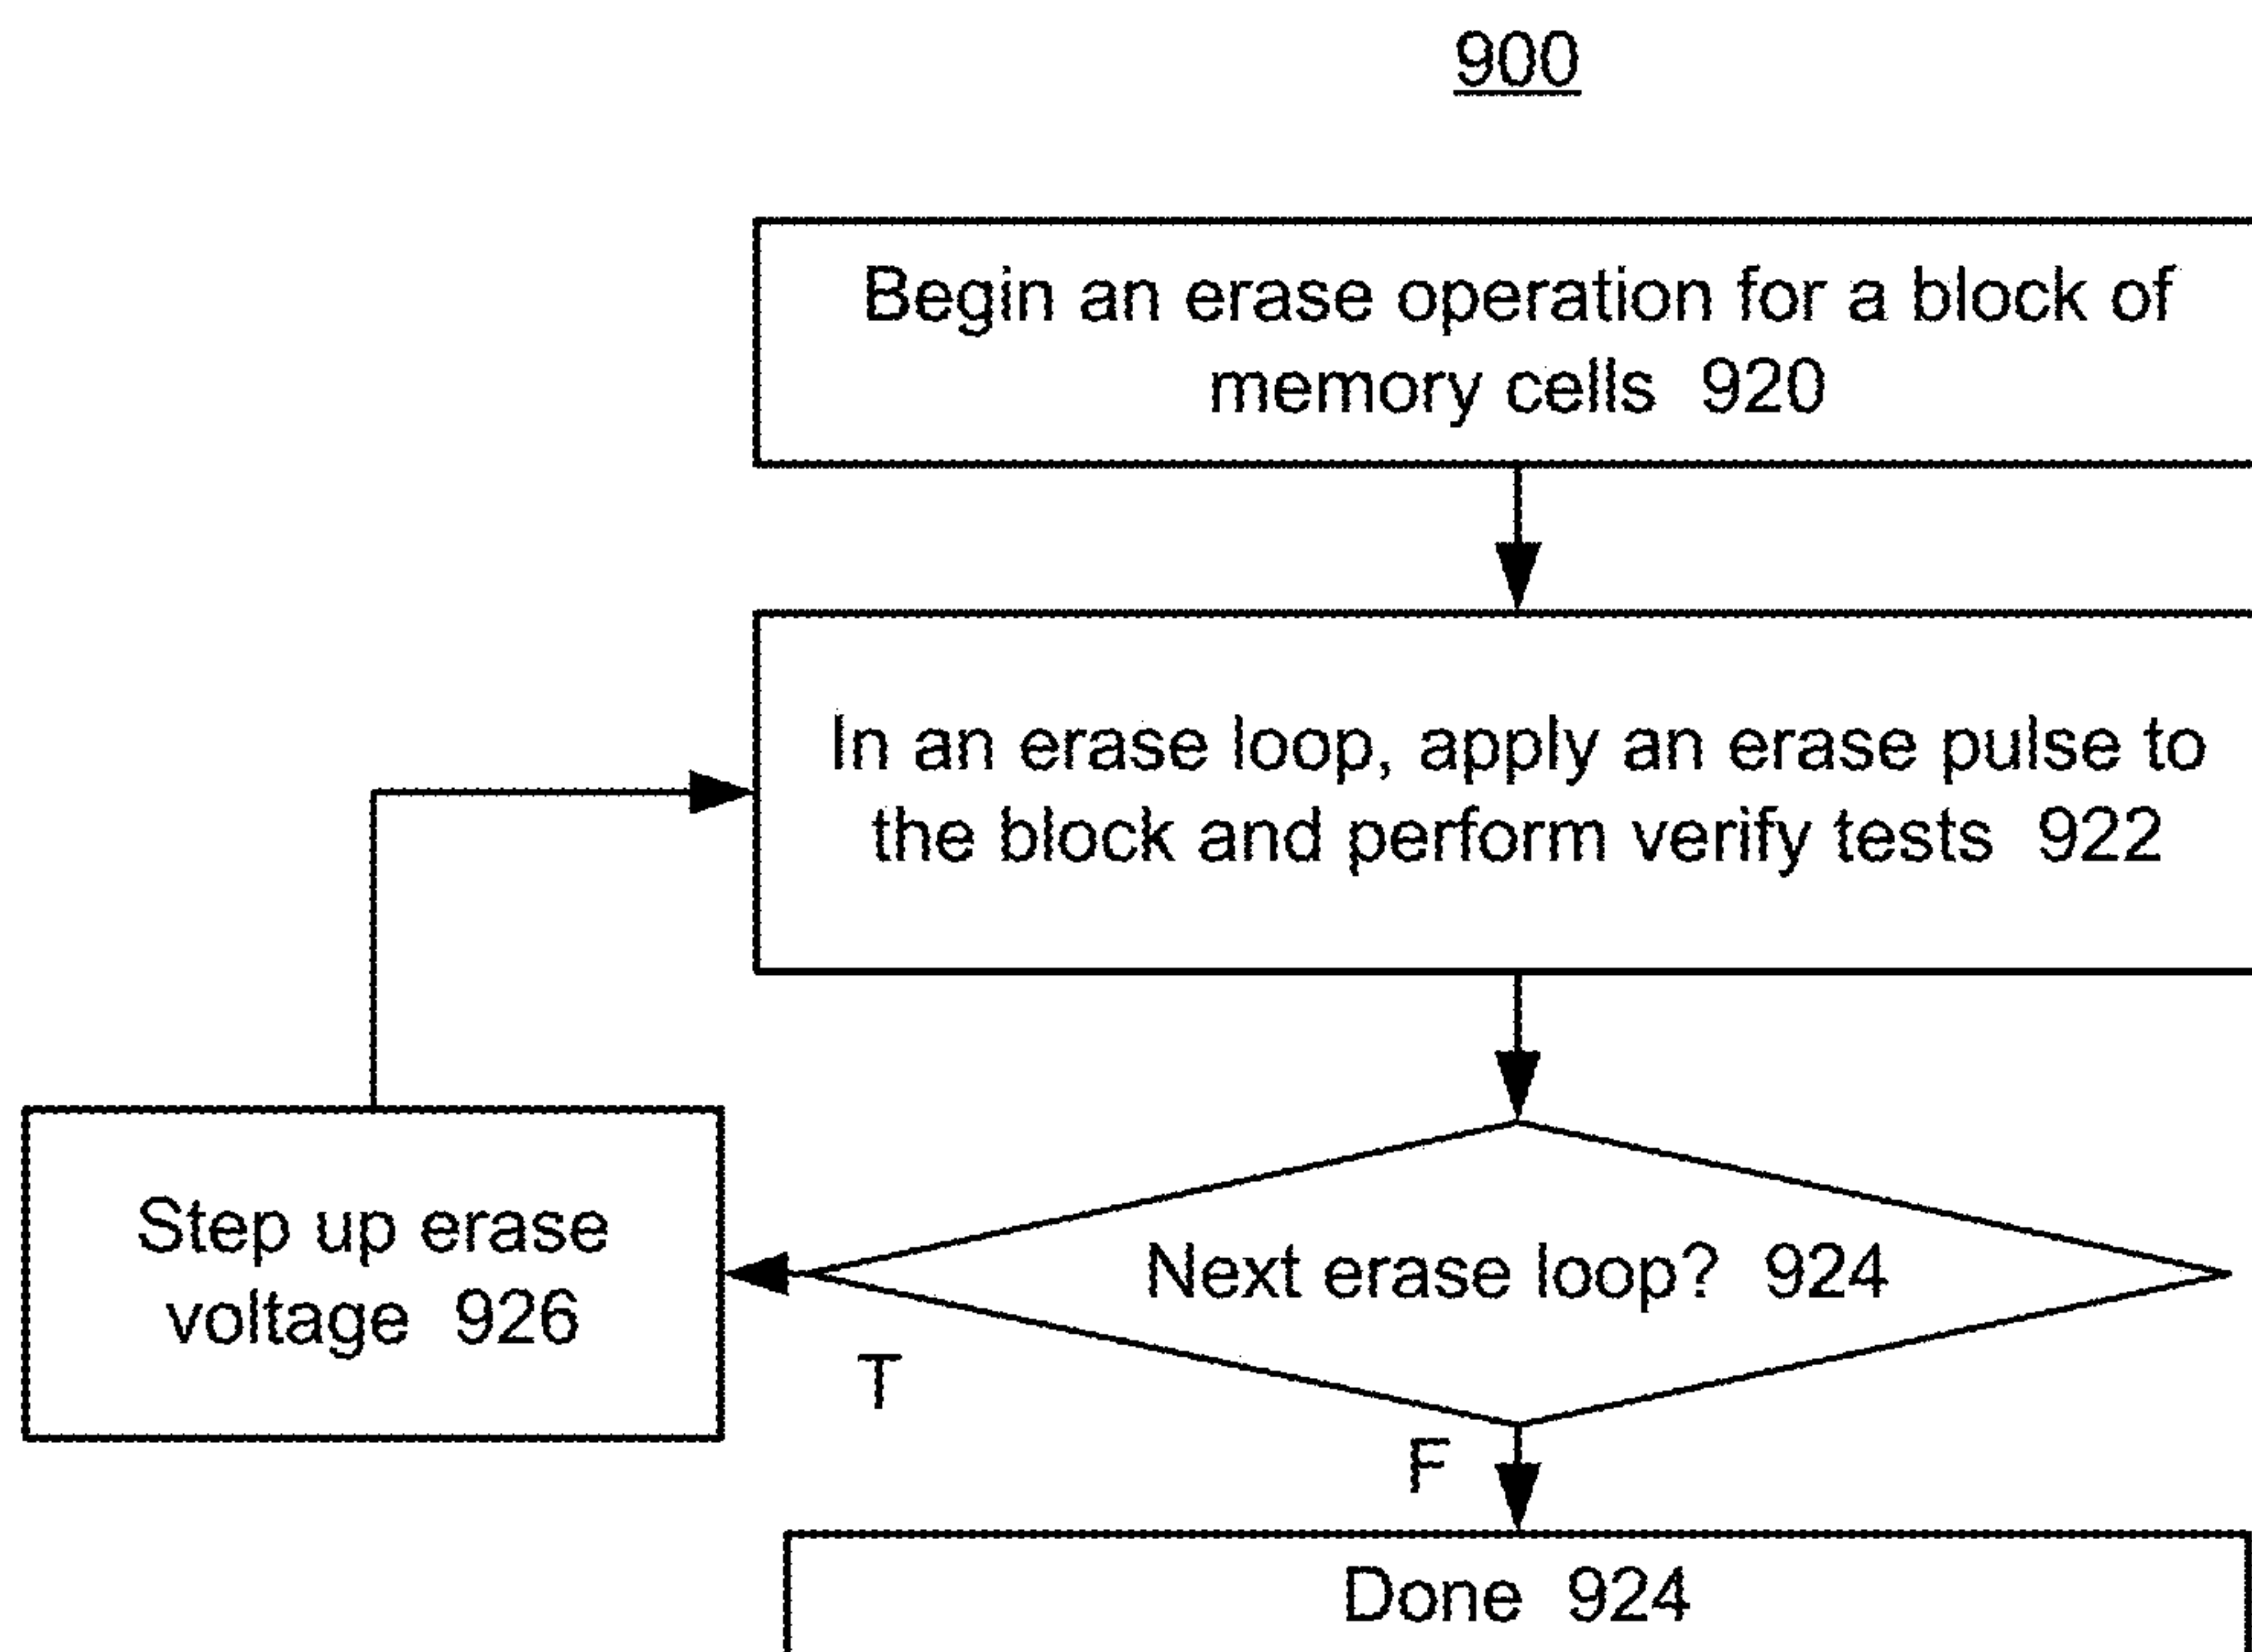 900
Begin an erase operation for a block of
memory cells 920
In an erase loop, apply an erase pulse to
the block and perform verify tests 922
Step up erase
voltage 926
Next erase loop? 924
T
F
Done 924